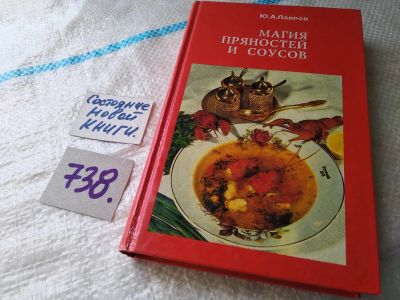 Ю.А.Лавров
МАГИЯ
ПРЯНОСТЕЙ
И СОУСОВ
Состояние
новой
книги.
738.